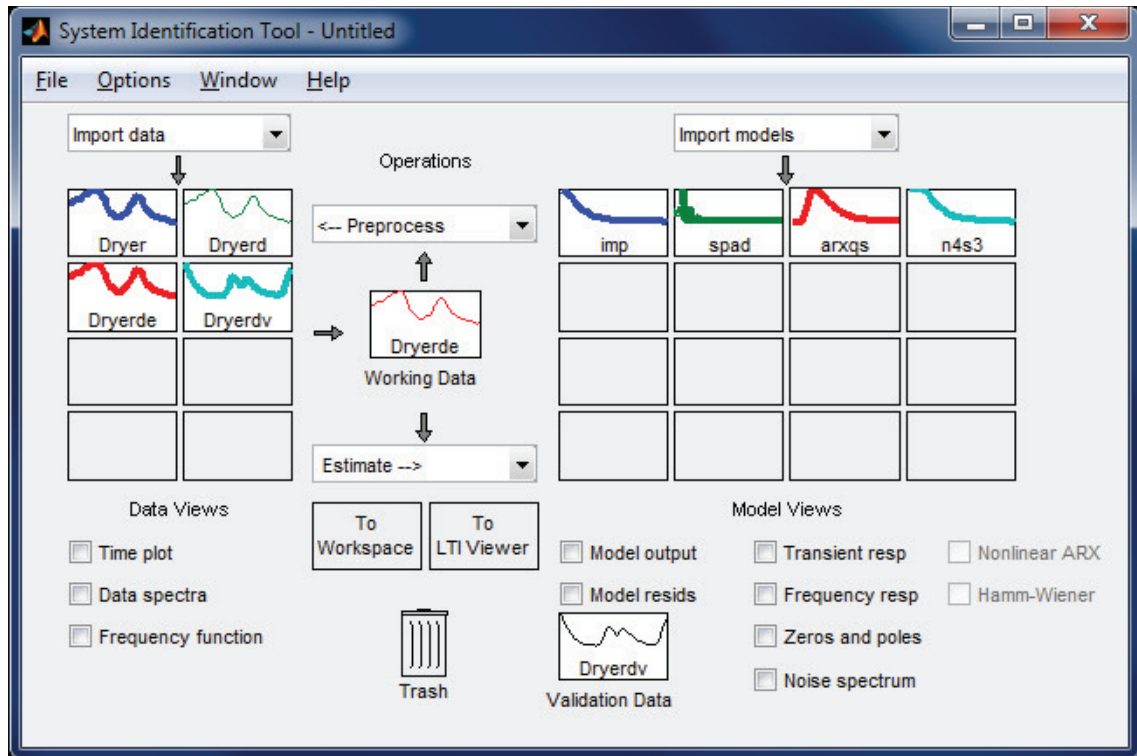 System Identification Tool - Untitled
File Options Window Help
Import data
Import models
Operations
Dryer
Dryerd
<-- Preprocess
imp
spad
arxqs
n4s3
Dryerde
Dryerdv
Dryerde
Working Data
Estimate -->
Data Views
To
Workspace
To
LTI Viewer
Model Views
Time plot
Data spectra
Frequency function
Trash
Model output
Model resids
Dryerdv
Validation Data
Transient resp
Frequency resp
Zeros and poles
Noise spectrum
Nonlinear ARX
Hamm-Wiener